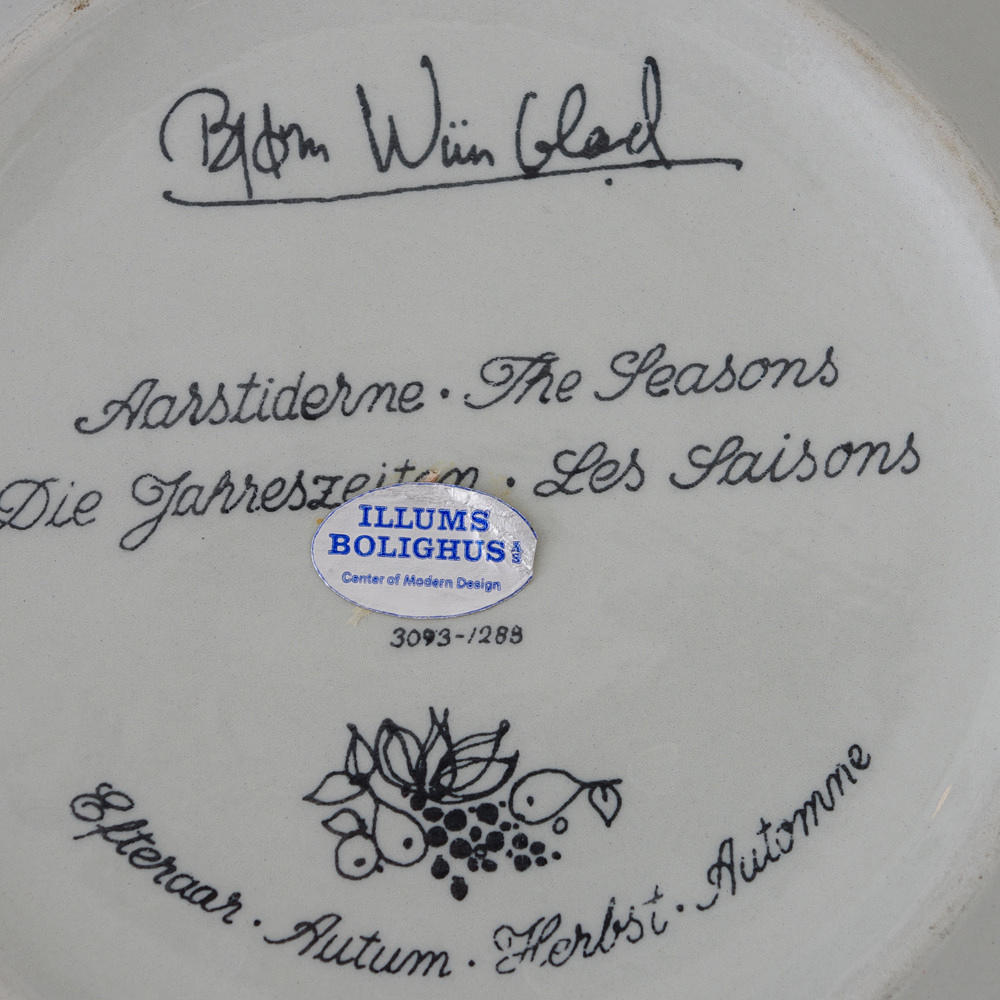 Bjørn Wiinblad
Aarstiderne · The Seasons
Die Jahreszeiten · Les Saisons
ILLUMS
BOLIGHUS A/S
Center of Modern Design
3093-1288
Efteraar · Autum · Herbst · Automne